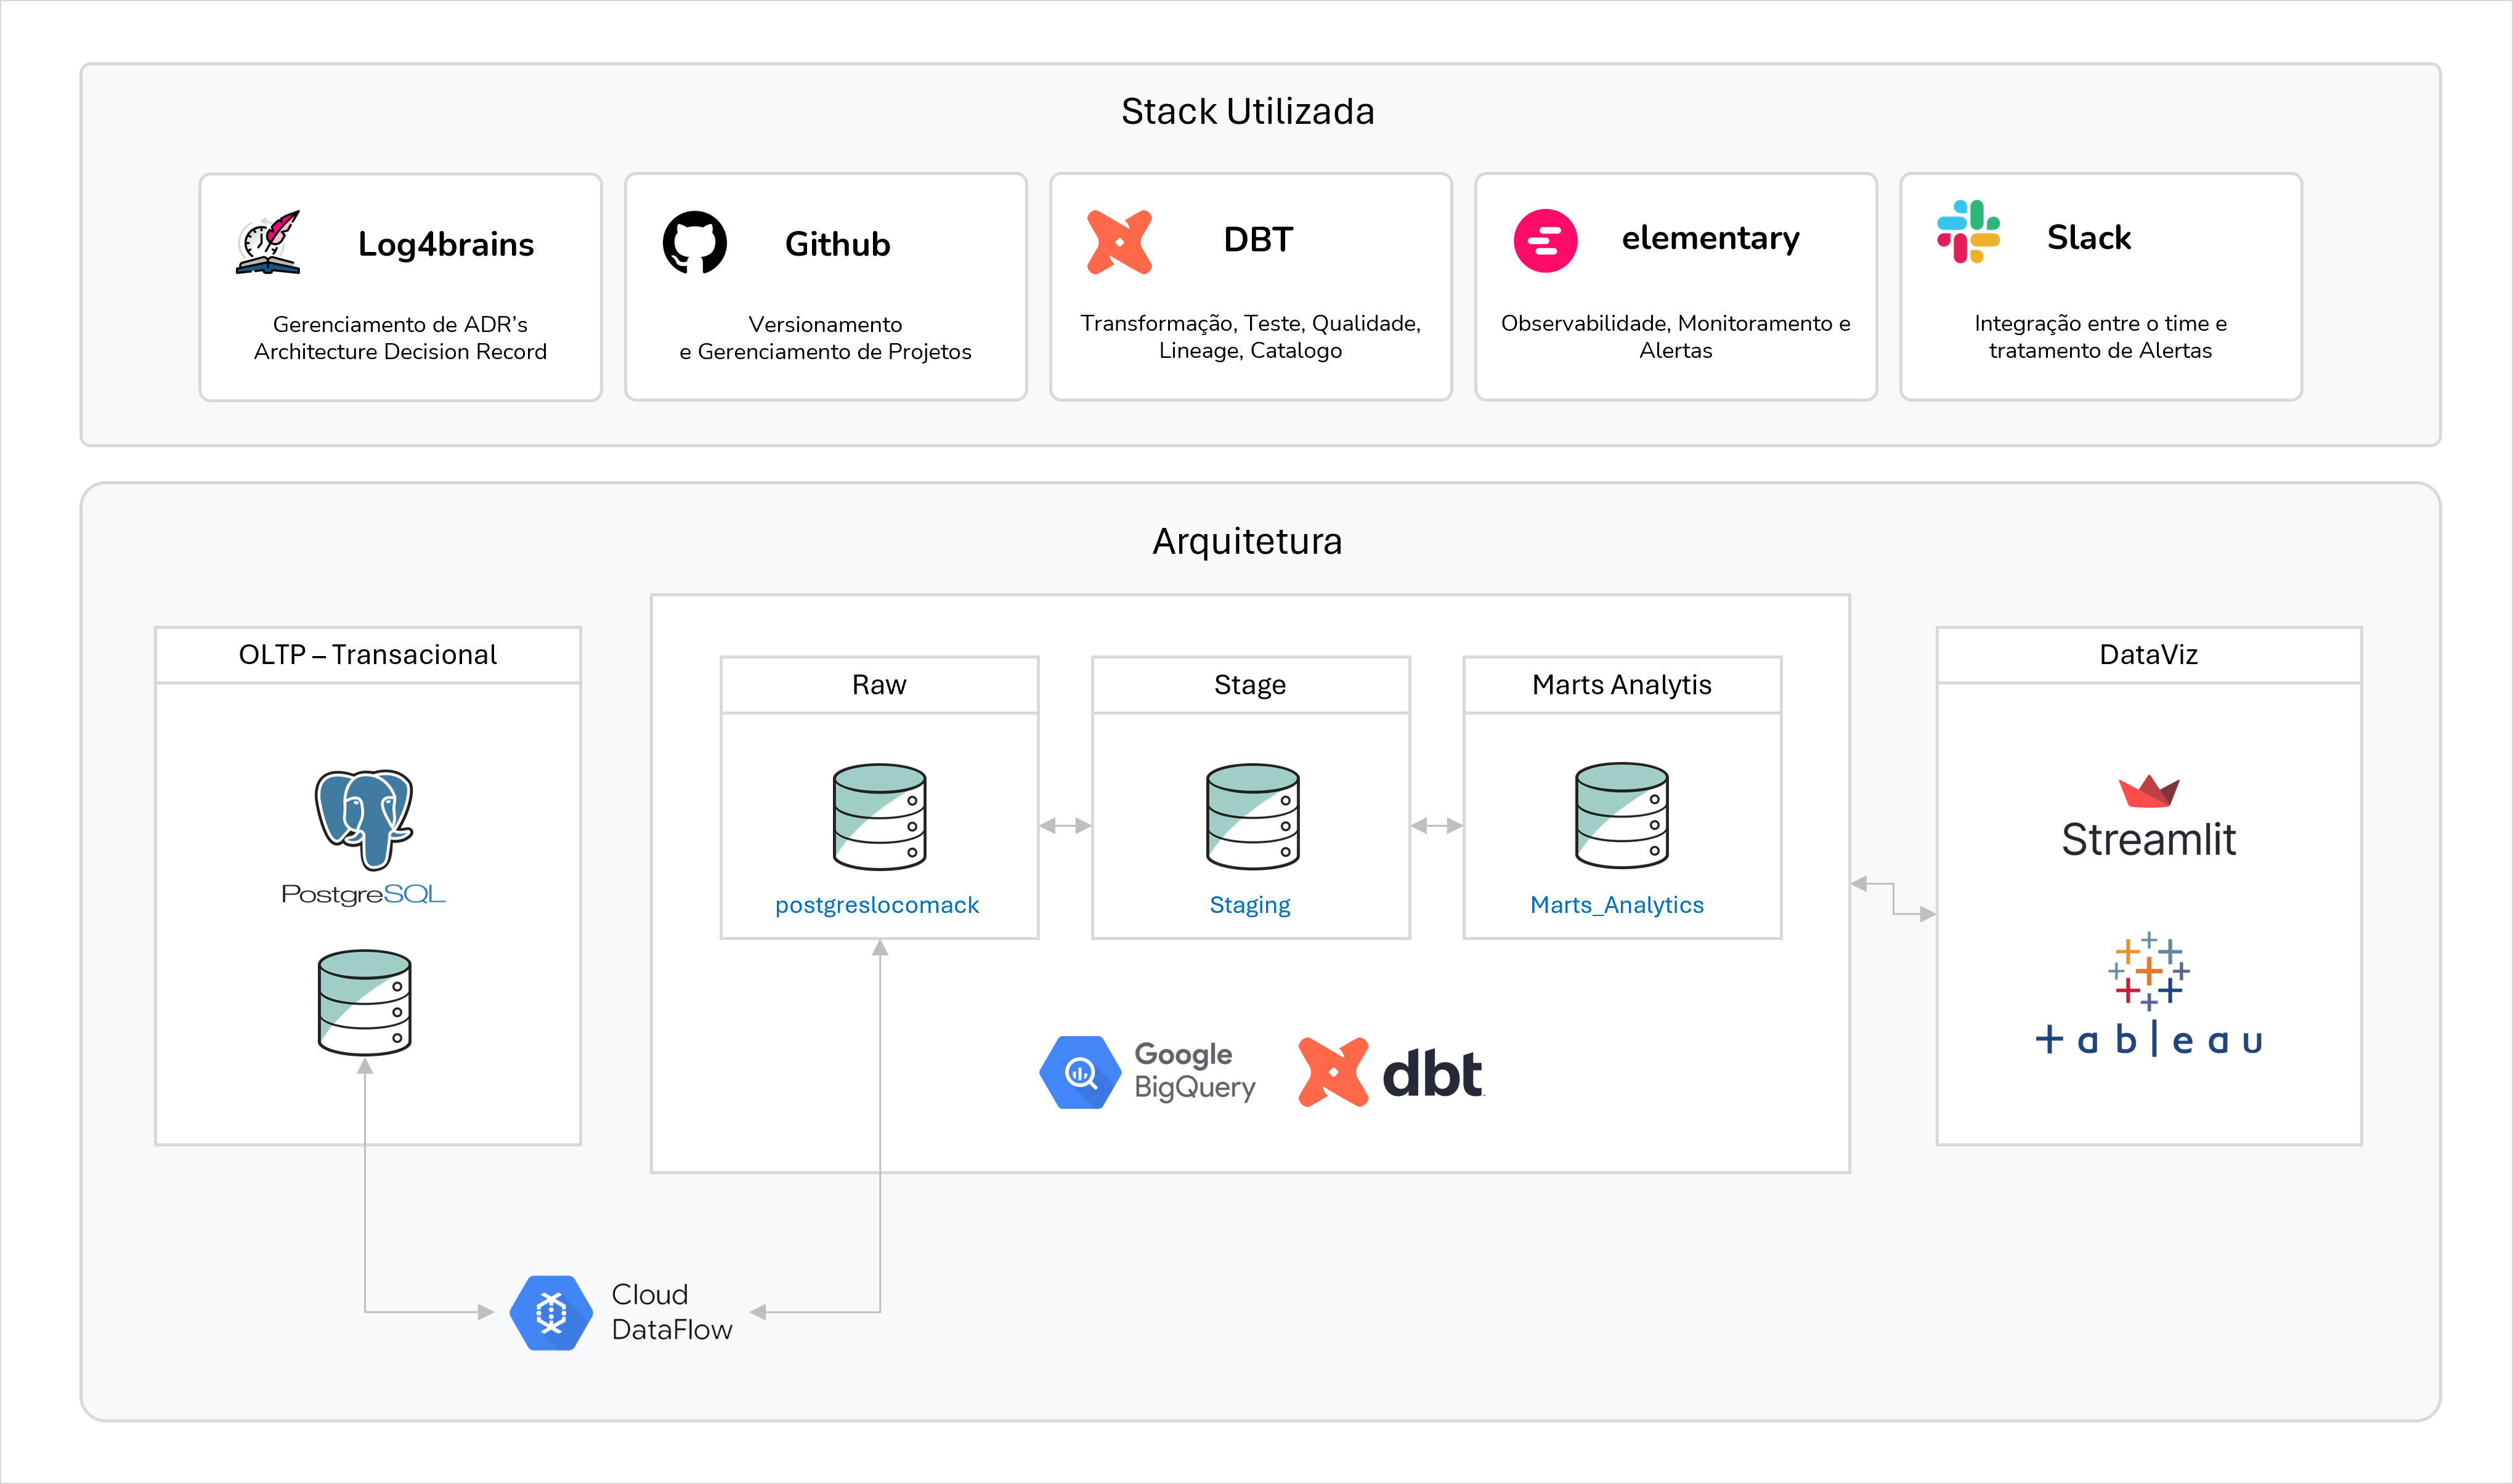 Stack Utilizada
Log4brains
Gerenciamento de ADR’s
Architecture Decision Record
Github
Versionamento
e Gerenciamento de Projetos
DBT
Transformação, Teste, Qualidade,
Lineage, Catalogo
elementary
Observabilidade, Monitoramento e
Alertas
Slack
Integração entre o time e
tratamento de Alertas
Arquitetura
OLTP – Transacional
PostgreSQL
Raw
postgreslocomack
Stage
Staging
Marts Analytis
Marts_Analytics
Google
BigQuery
dbt
DataViz
Streamlit
+ableau
Cloud
DataFlow